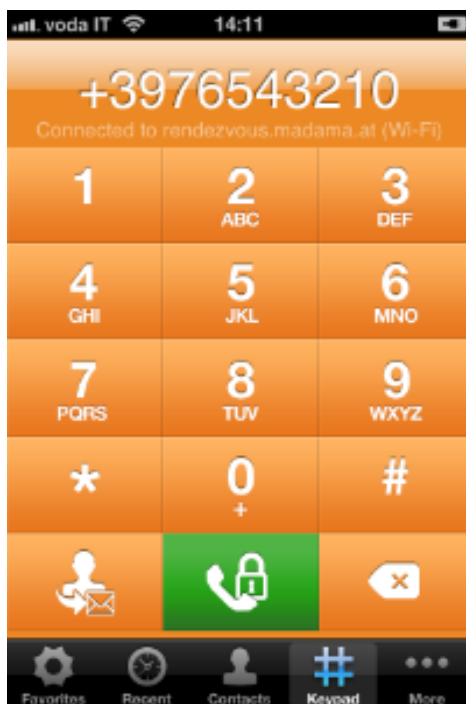 voda IT 14:11
+3976543210
Connected to rendezvous.madama.at (Wi-Fi)
1 2 3
ABC DEF
4 5 6
GHI JKL MNO
7 8 9
PQRS TUV WXYZ
* 0 #
+
Favorites Recent Contacts Keypad More